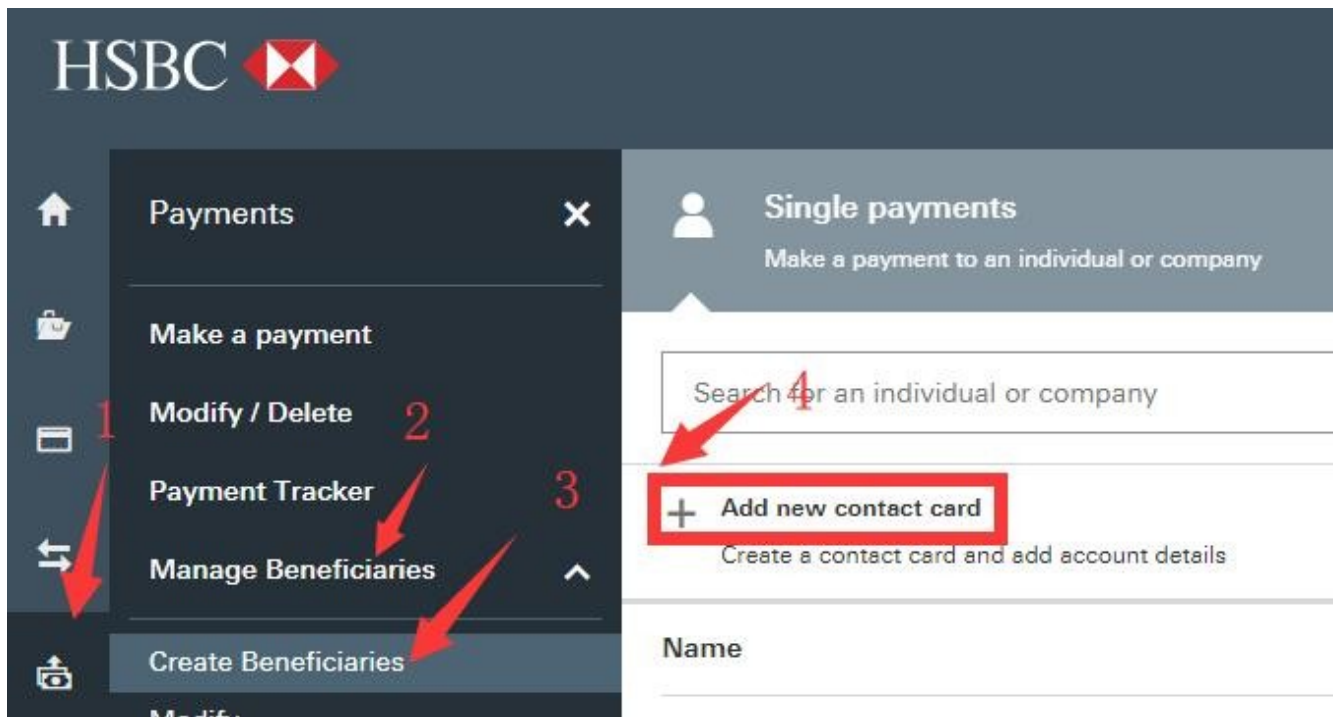 HSBC
Payments
Single payments
Make a payment to an individual or company
Make a payment
Search for an individual or company
4
1
Modify / Delete
2
Payment Tracker
3
Add new contact card
Create a contact card and add account details
Manage Beneficiaries
Create Beneficiaries
Name
Modify